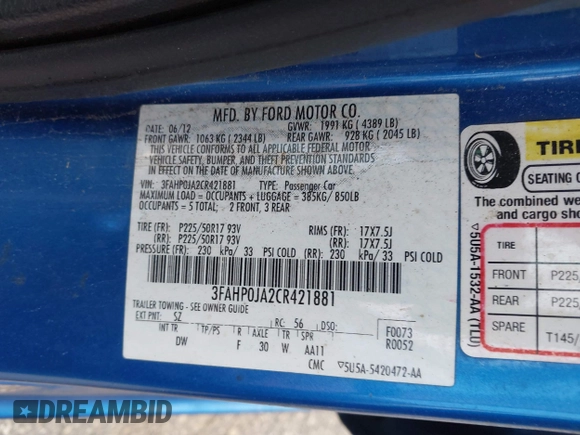 MFD. BY FORD MOTOR CO.
DATE: 06/12 GVWR: 1991 KG ( 4389 LB)
FRONT GAWR: 1063 KG ( 2344 LB) REAR GAWR: 928 KG ( 2045 LB)
THIS VEHICLE CONFORMS TO ALL APPLICABLE FEDERAL MOTOR
VEHICLE SAFETY, BUMPER, AND THEFT PREVENTION STANDARDS
IN EFFECT ON THE DATE OF MANUFACTURE SHOWN ABOVE.
VIN: 3FAHP0JA2CR421881 TYPE: Passenger Car
MAXIMUM LOAD = OCCUPANTS + LUGGAGE = 385KG/ 850LB
OCCUPANTS = 5 TOTAL; 2 FRONT, 3 REAR
TIRE (FR): P225/50R17 93V RIMS (FR): 17X7.5J
(RR): P225/50R17 93V (RR): 17X7.5J
PRESSURE (FR): 230 kPa/ 33 PSI COLD (RR): 230 kPa/ 33 PSI COLD
3FAHP0JA2CR421881
TRAILER TOWING - SEE OWNER GUIDE
EXT PNT: SZ RC: 56 DSO: F0073
INT TR TP/PS R AXLE TR SPR R0052
DW F 30 W AA11
CMC ▽5U5A-5420472-AA
TIRE
SEATING
The combined we
and cargo sho
▽5U5A-1532-AA (TL0)
TIRE
FRONT P225
REAR P225,
SPARE T145/
DREAMBID